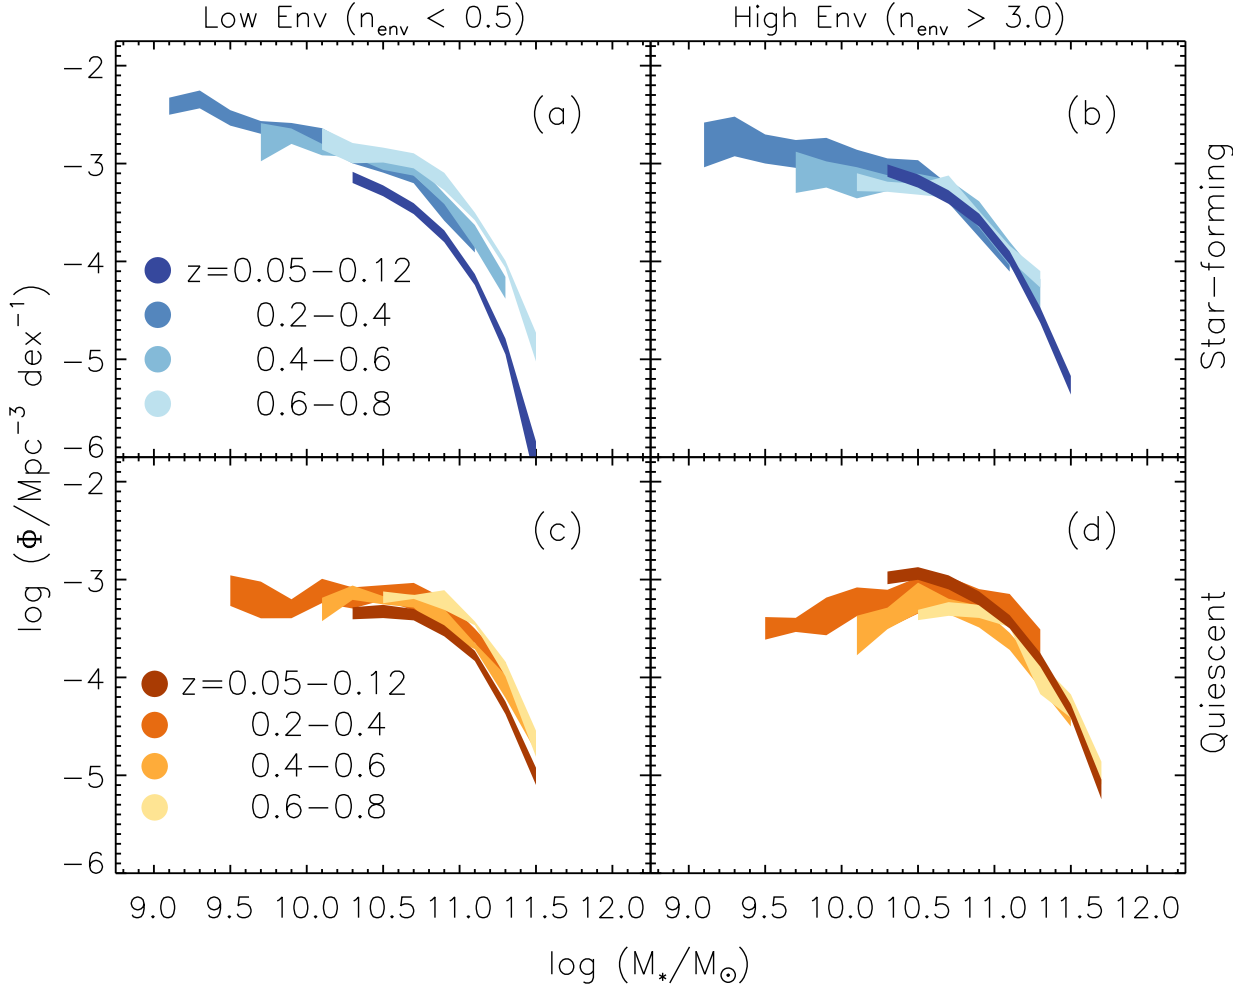 Low Env (n_env < 0.5)
High Env (n_env > 3.0)
log (Φ/Mpc⁻³ dex⁻¹)
−2
−3
−4
−5
−6
(a)
z=0.05−0.12
0.2−0.4
0.4−0.6
0.6−0.8
(b)
Star−forming
−2
−3
−4
−5
−6
(c)
z=0.05−0.12
0.2−0.4
0.4−0.6
0.6−0.8
(d)
Quiescent
9.0 9.5 10.0 10.5 11.0 11.5 12.0
9.0 9.5 10.0 10.5 11.0 11.5 12.0
log (M_*/M_⊙)